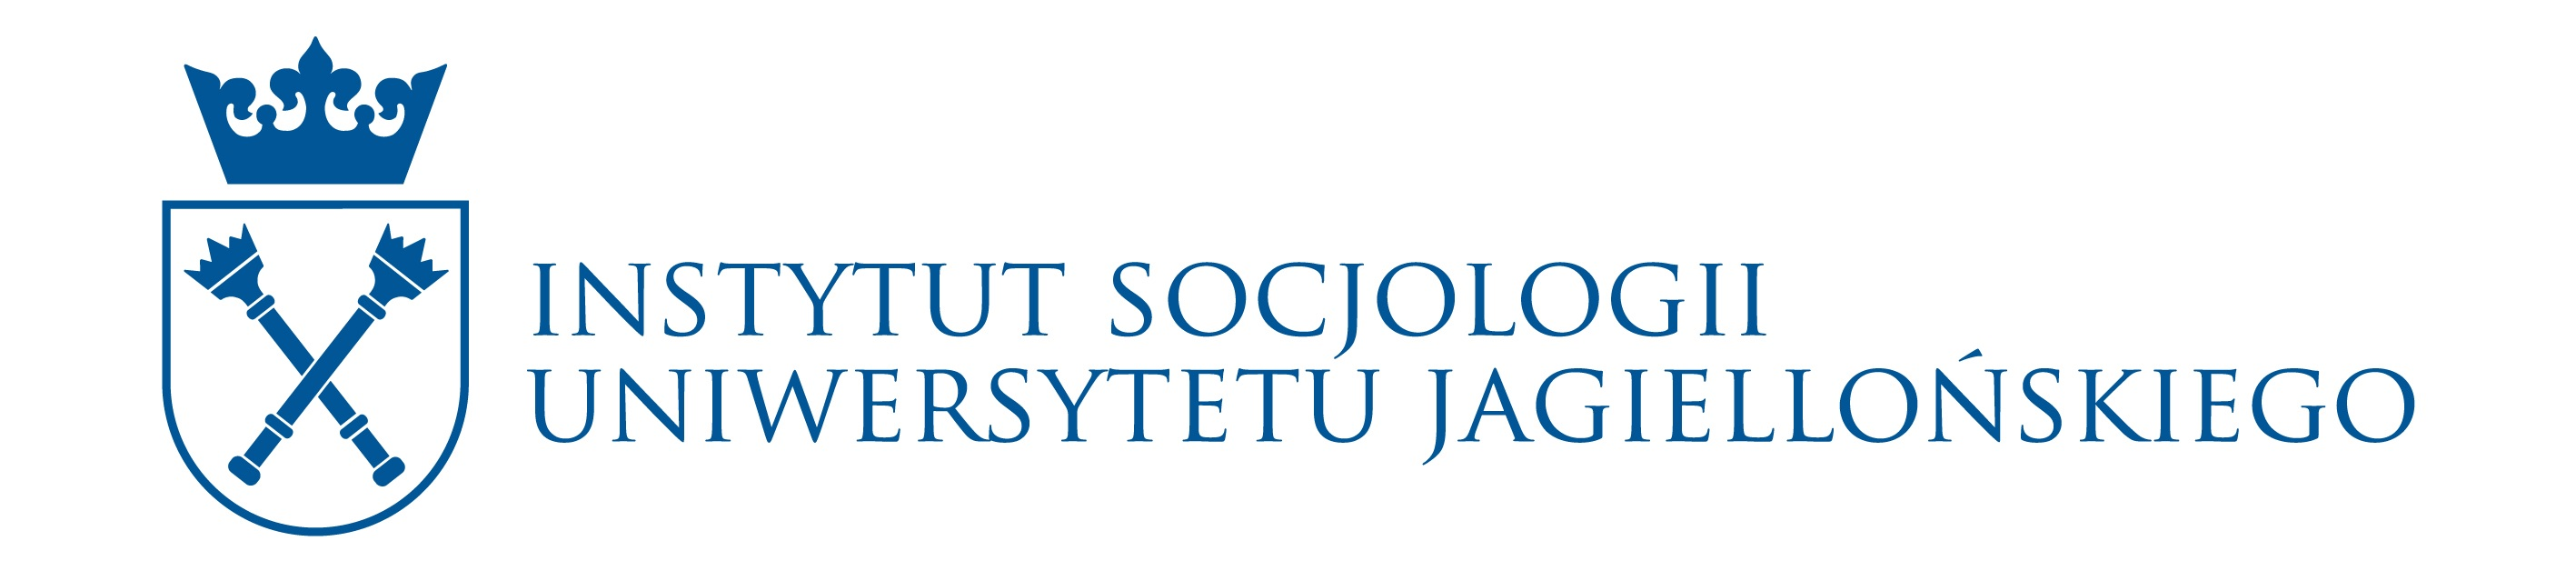 INSTYTUT SOCJOLOGII
UNIWERSYTETU JAGIELLOŃSKIEGO